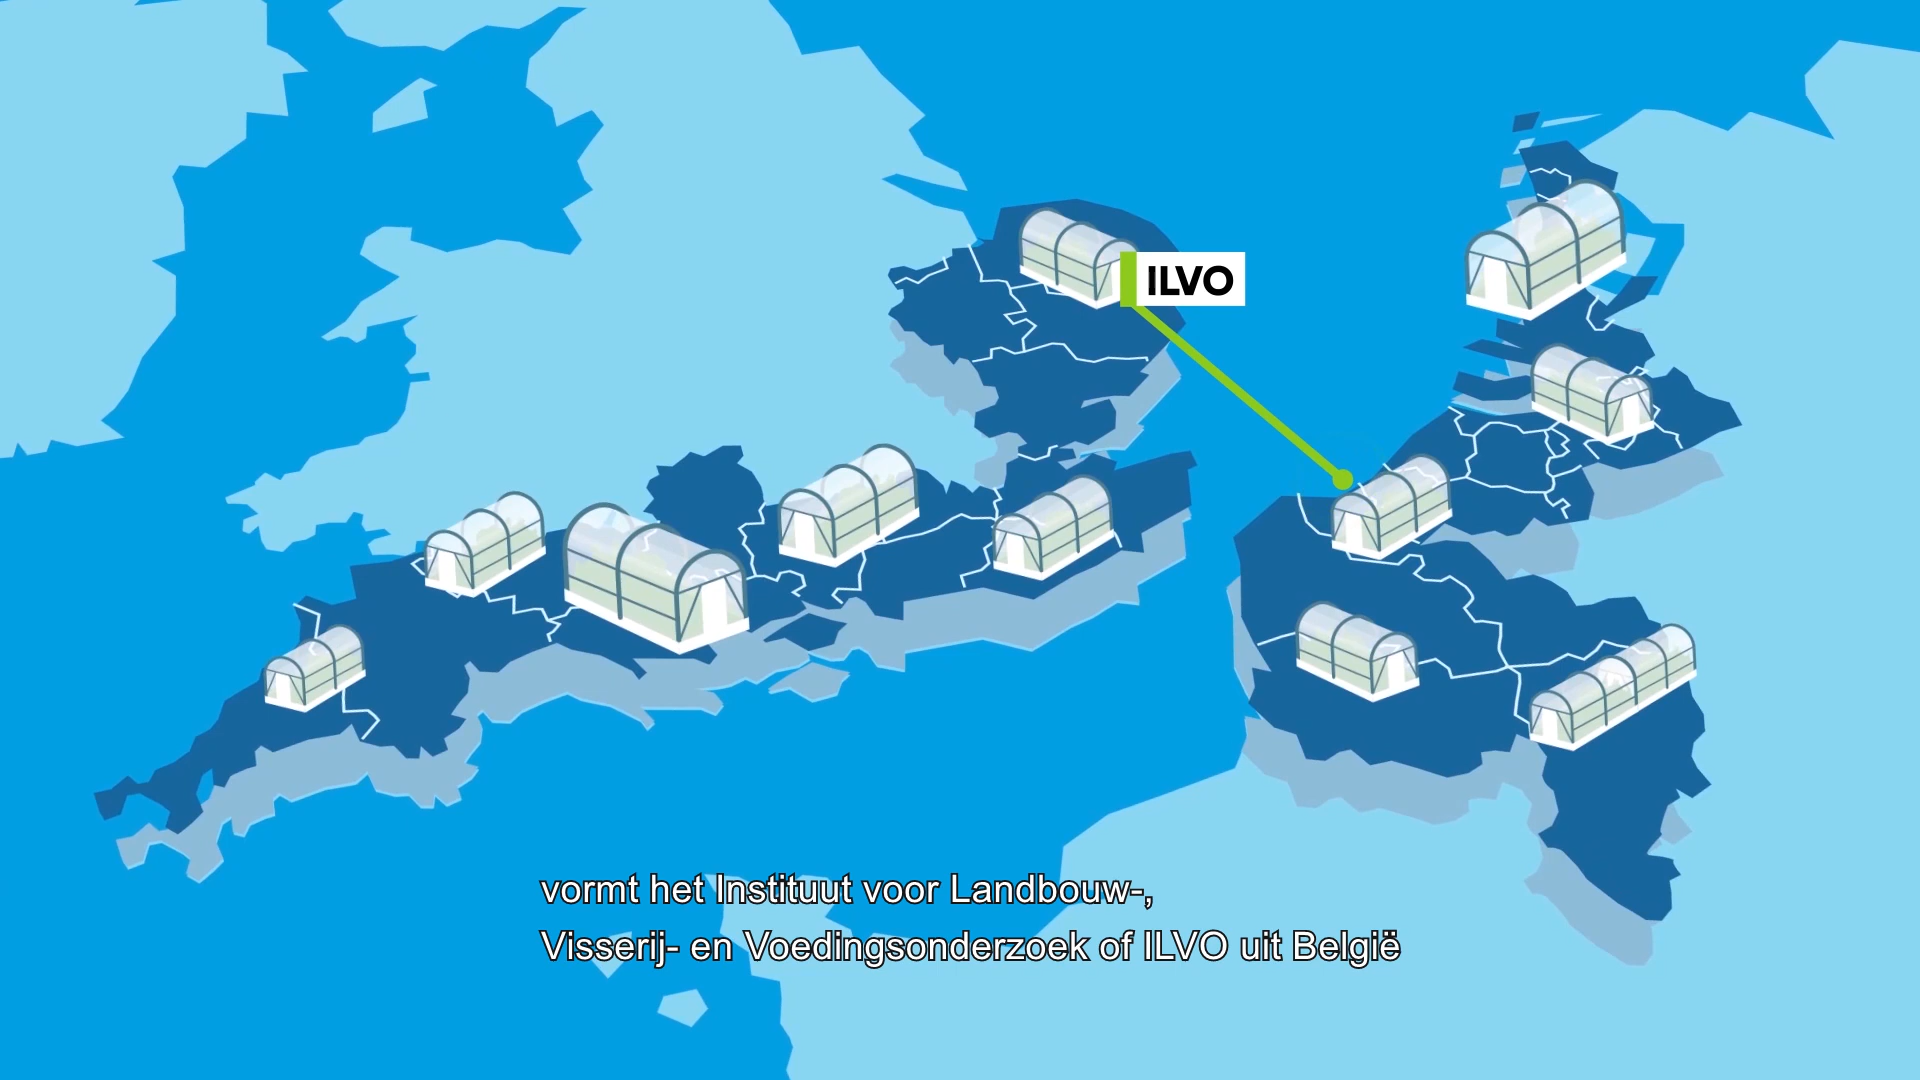 ILVO
vormt het Instituut voor Landbouw-,
Visserij- en Voedingsonderzoek of ILVO uit België